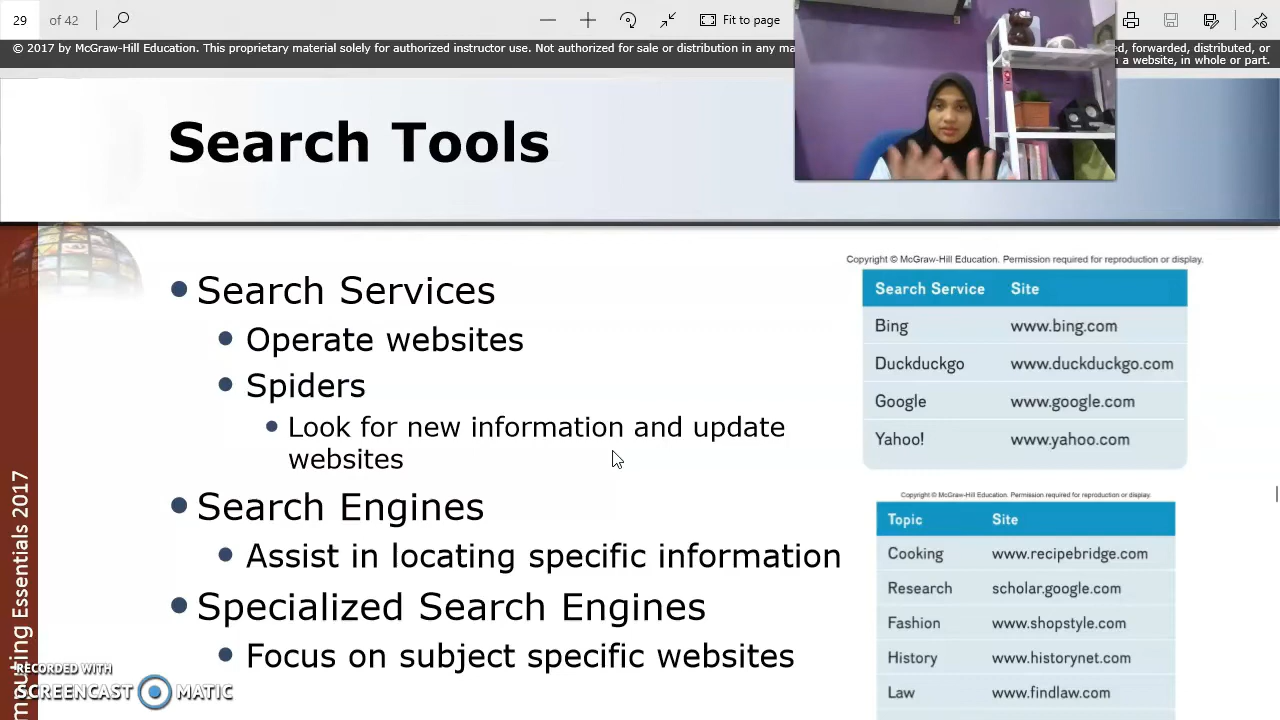 29 of 42
Fit to page
© 2017 by McGraw-Hill Education. This proprietary material solely for authorized instructor use. Not authorized for sale or distribution in any ma
ed, forwarded, distributed, or
n a website, in whole or part.
Search Tools
Search Services
Operate websites
Spiders
Look for new information and update
websites
Search Engines
Assist in locating specific information
Specialized Search Engines
Focus on subject specific websites
Copyright © McGraw-Hill Education. Permission required for reproduction or display.
Search Service Site
Bing www.bing.com
Duckduckgo www.duckduckgo.com
Google www.google.com
Yahoo! www.yahoo.com
Copyright © McGraw-Hill Education. Permission required for reproduction or display.
Topic Site
Cooking www.recipebridge.com
Research scholar.google.com
Fashion www.shopstyle.com
History www.historynet.com
Law www.findlaw.com
mputing Essentials 2017
RECORDED WITH
SCREENCAST MATIC